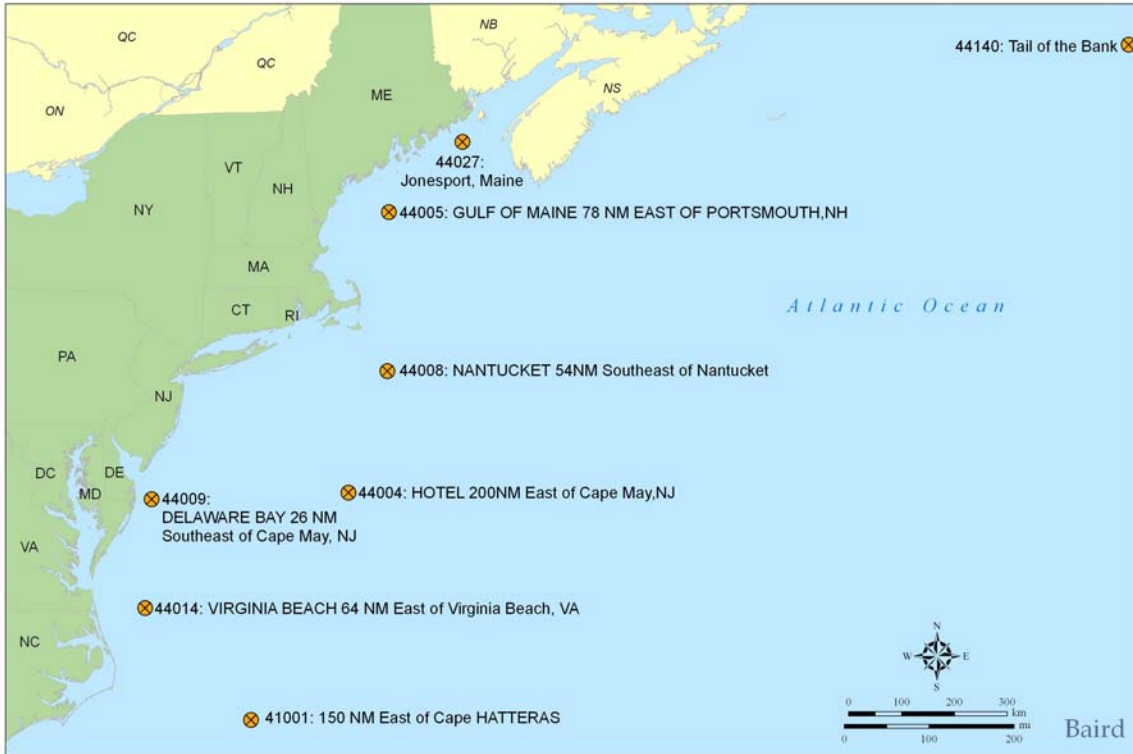 QC
QC
ON
NB
NS
ME
VT
NH
NY
MA
CT
RI
PA
NJ
DC
DE
MD
VA
NC
44140: Tail of the Bank
44027:
Jonesport, Maine
44005: GULF OF MAINE 78 NM EAST OF PORTSMOUTH,NH
Atlantic Ocean
44008: NANTUCKET 54NM Southeast of Nantucket
44004: HOTEL 200NM East of Cape May,NJ
44009:
DELAWARE BAY 26 NM
Southeast of Cape May, NJ
44014: VIRGINIA BEACH 64 NM East of Virginia Beach, VA
41001: 150 NM East of Cape HATTERAS
N
W E
S
0 100 200 300
km
mi
0 100 200
Baird